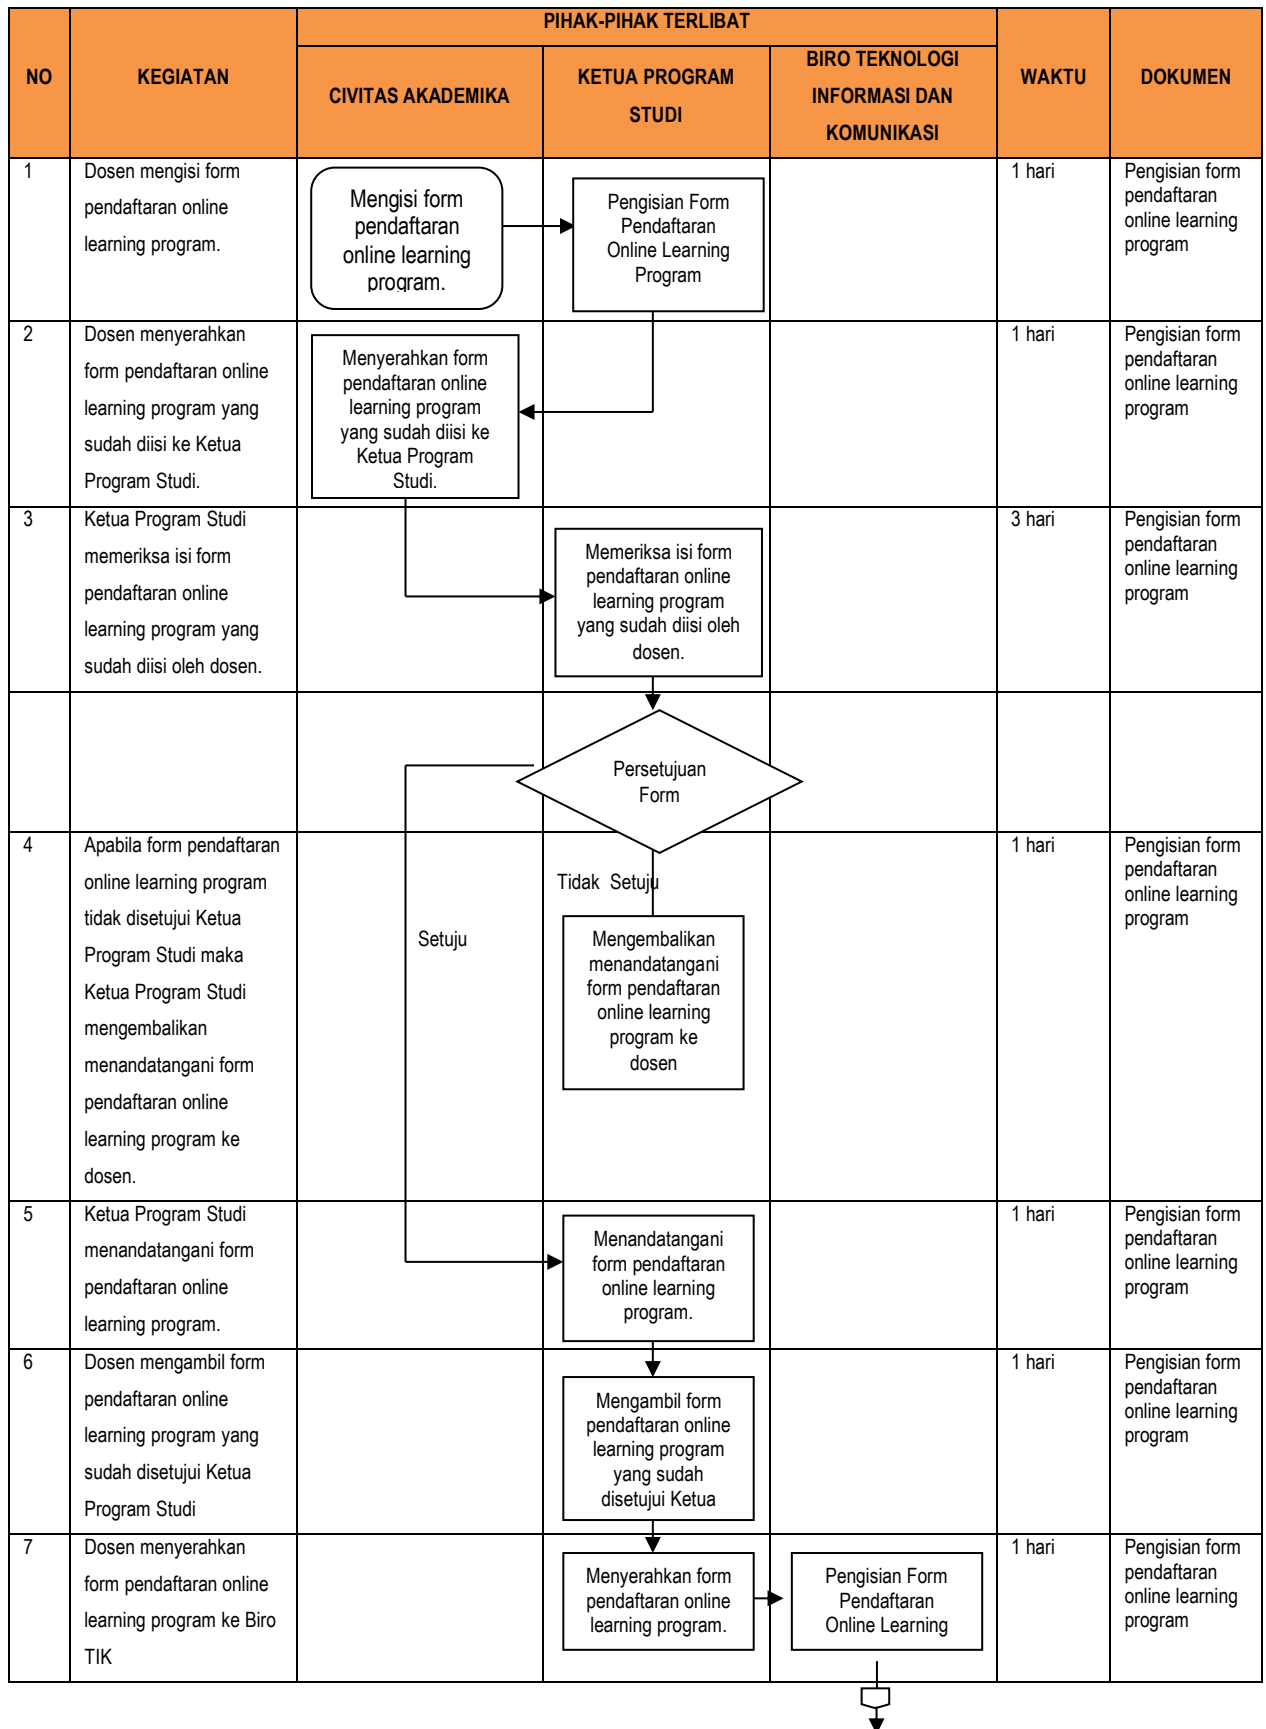 PIHAK-PIHAK TERLIBAT
NO
KEGIATAN
CIVITAS AKADEMIKA
KETUA PROGRAM
STUDI
BIRO TEKNOLOGI
INFORMASI DAN
KOMUNIKASI
WAKTU
DOKUMEN
1
Dosen mengisi form
pendaftaran online
learning program.
Mengisi form
pendaftaran
online learning
program.
Pengisian Form
Pendaftaran
Online Learning
Program
1 hari
Pengisian form
pendaftaran
online learning
program
2
Dosen menyerahkan
form pendaftaran online
learning program yang
sudah diisi ke Ketua
Program Studi.
Menyerahkan form
pendaftaran online
learning program
yang sudah diisi ke
Ketua Program
Studi.
1 hari
Pengisian form
pendaftaran
online learning
program
3
Ketua Program Studi
memeriksa isi form
pendaftaran online
learning program yang
sudah diisi oleh dosen.
Memeriksa isi form
pendaftaran online
learning program
yang sudah diisi oleh
dosen.
3 hari
Pengisian form
pendaftaran
online learning
program
Persetujuan
Form
4
Apabila form pendaftaran
online learning program
tidak disetujui Ketua
Program Studi maka
Ketua Program Studi
mengembalikan
menandatangani form
pendaftaran online
learning program ke
dosen.
Setuju
Tidak Setuju
Mengembalikan
menandatangani
form pendaftaran
online learning
program ke
dosen
1 hari
Pengisian form
pendaftaran
online learning
program
5
Ketua Program Studi
menandatangani form
pendaftaran online
learning program.
Menandatangani
form pendaftaran
online learning
program.
1 hari
Pengisian form
pendaftaran
online learning
program
6
Dosen mengambil form
pendaftaran online
learning program yang
sudah disetujui Ketua
Program Studi
Mengambil form
pendaftaran online
learning program
yang sudah
disetujui Ketua
1 hari
Pengisian form
pendaftaran
online learning
program
7
Dosen menyerahkan
form pendaftaran online
learning program ke Biro
TIK
Menyerahkan form
pendaftaran online
learning program.
Pengisian Form
Pendaftaran
Online Learning
1 hari
Pengisian form
pendaftaran
online learning
program